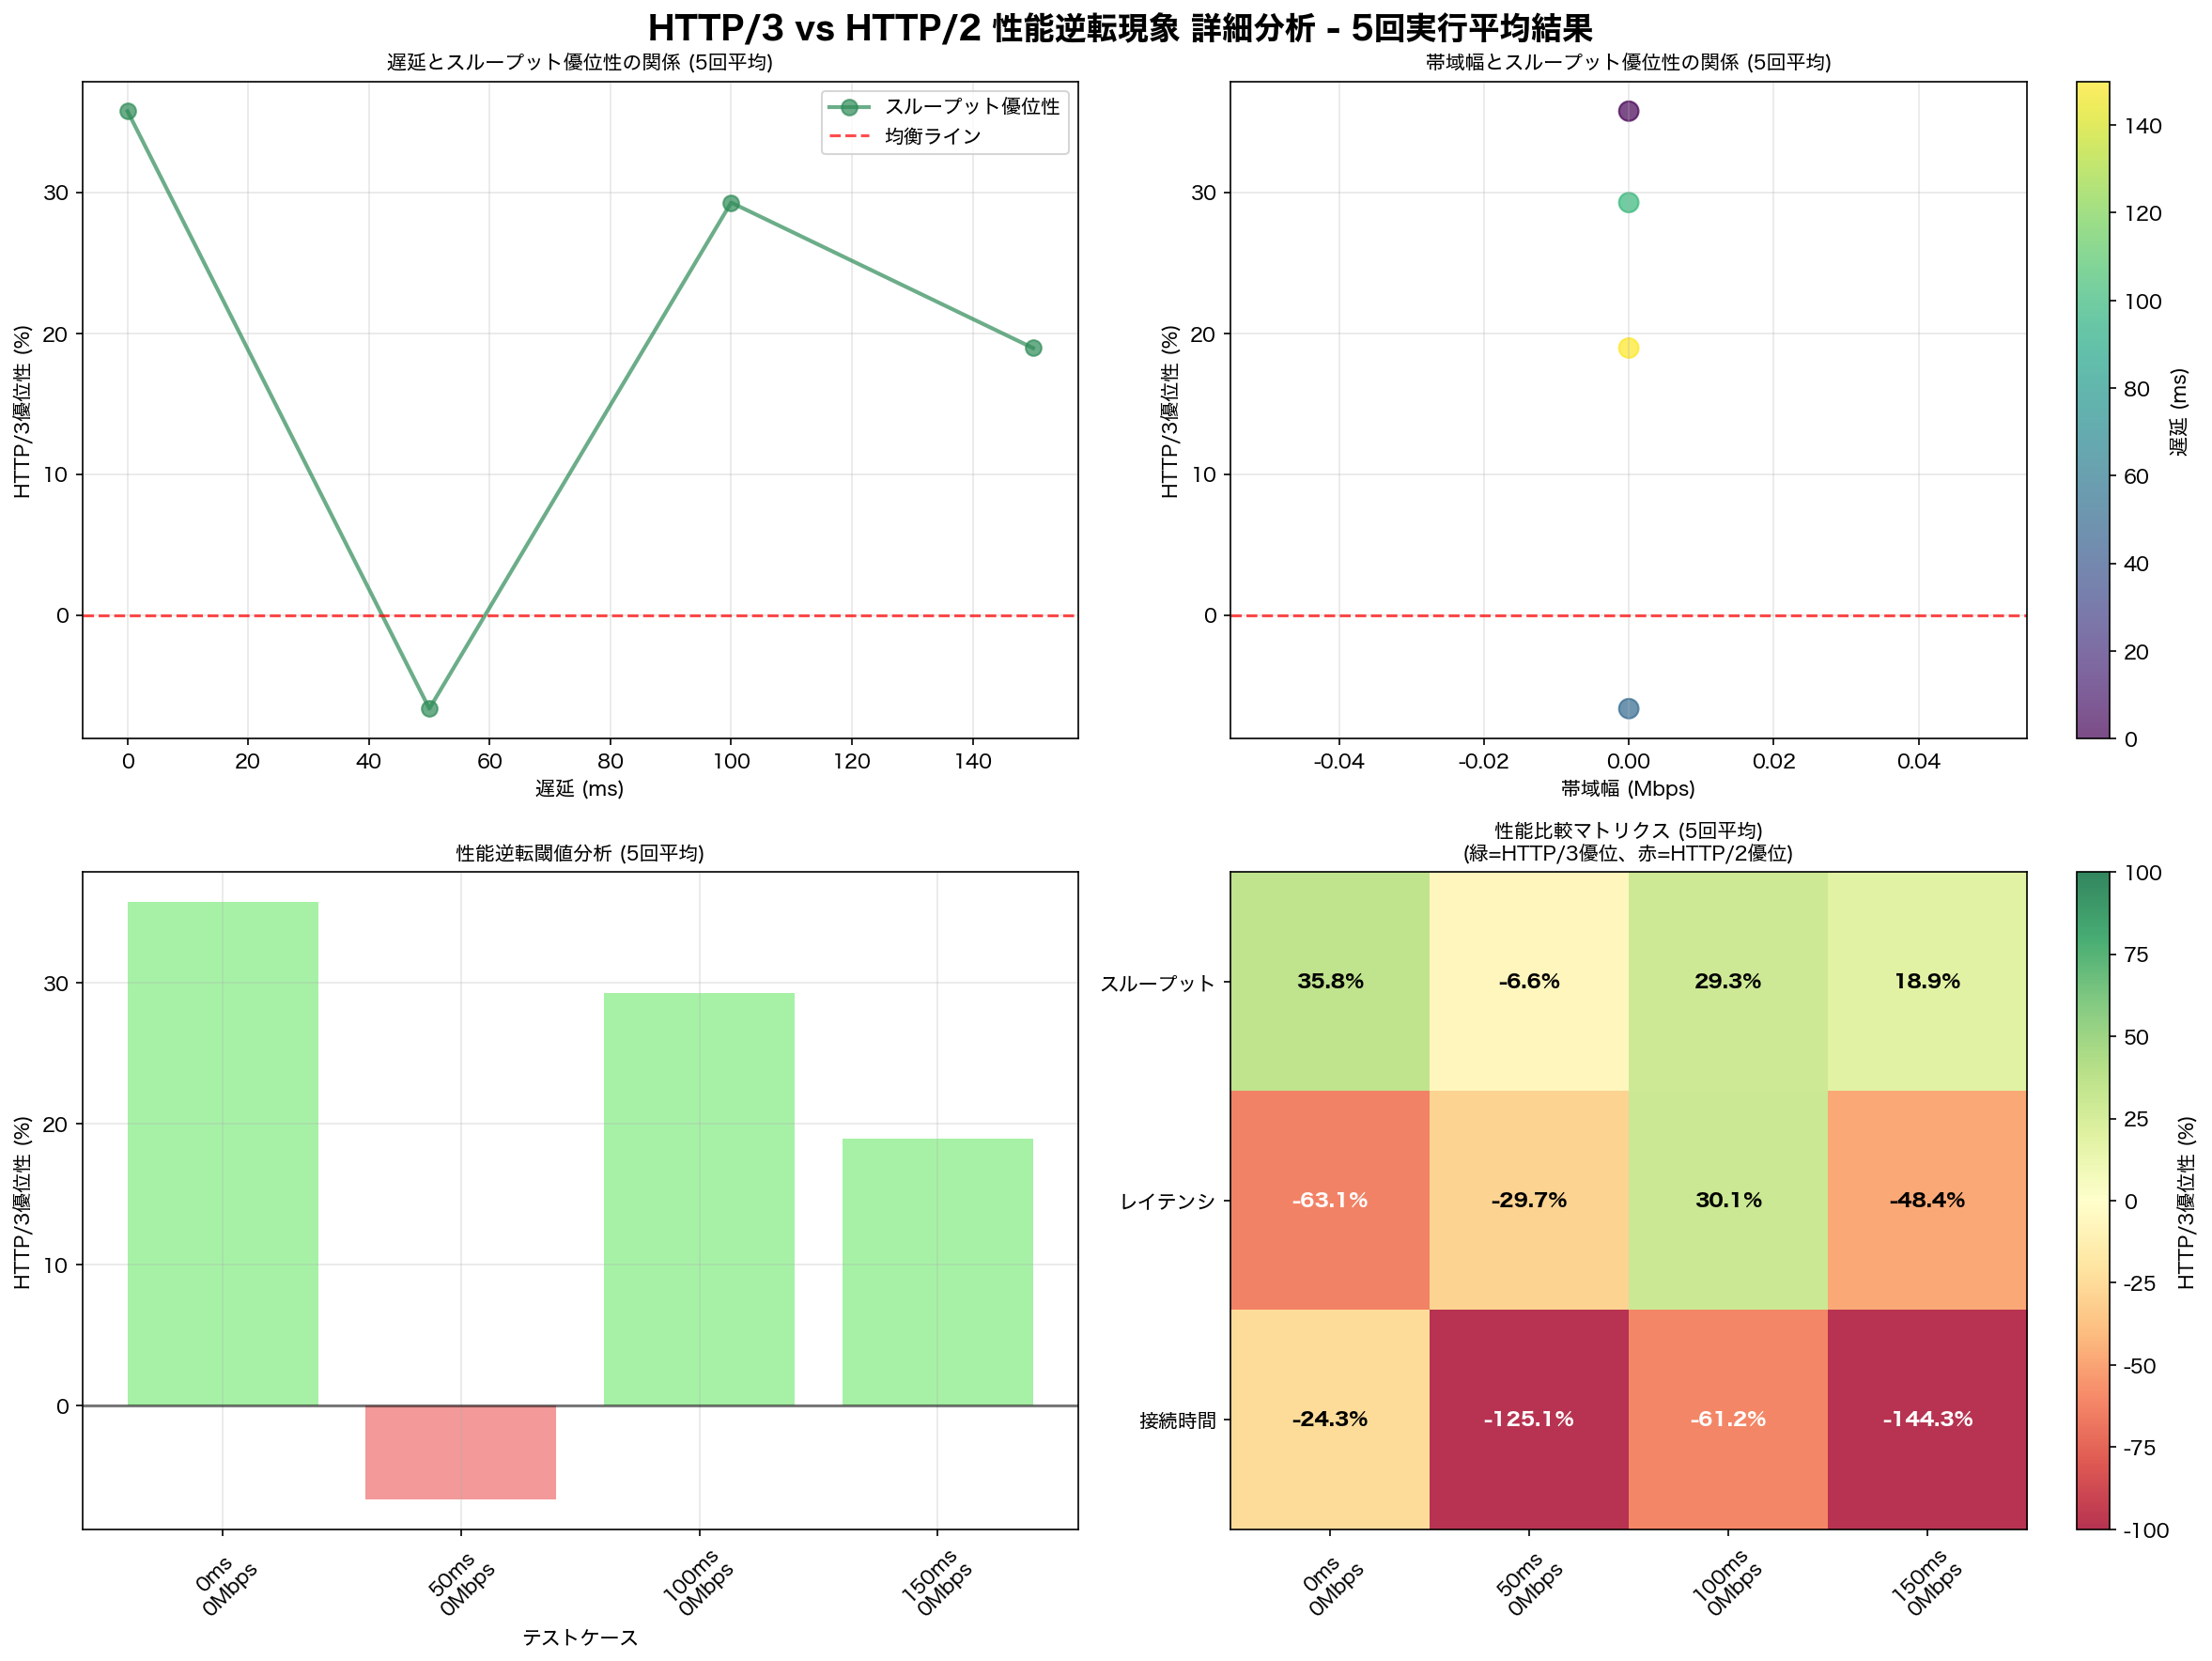 HTTP/3 vs HTTP/2 性能逆転現象 詳細分析 - 5回実行平均結果
遅延とスループット優位性の関係 (5回平均)
スループット優位性
均衡ライン
HTTP/3優位性 (%)
30
20
10
0
0
20
40
60
80
100
120
140
遅延 (ms)
帯域幅とスループット優位性の関係 (5回平均)
HTTP/3優位性 (%)
30
20
10
0
-0.04
-0.02
0.00
0.02
0.04
帯域幅 (Mbps)
140
120
100
80
60
40
20
0
遅延 (ms)
性能逆転閾値分析 (5回平均)
HTTP/3優位性 (%)
30
20
10
0
0ms
0Mbps
50ms
0Mbps
100ms
0Mbps
150ms
0Mbps
テストケース
性能比較マトリクス (5回平均)
(緑=HTTP/3優位、赤=HTTP/2優位)
スループット
35.8%
-6.6%
29.3%
18.9%
レイテンシ
-63.1%
-29.7%
30.1%
-48.4%
接続時間
-24.3%
-125.1%
-61.2%
-144.3%
0ms
0Mbps
50ms
0Mbps
100ms
0Mbps
150ms
0Mbps
100
75
50
25
0
-25
-50
-75
-100
HTTP/3優位性 (%)